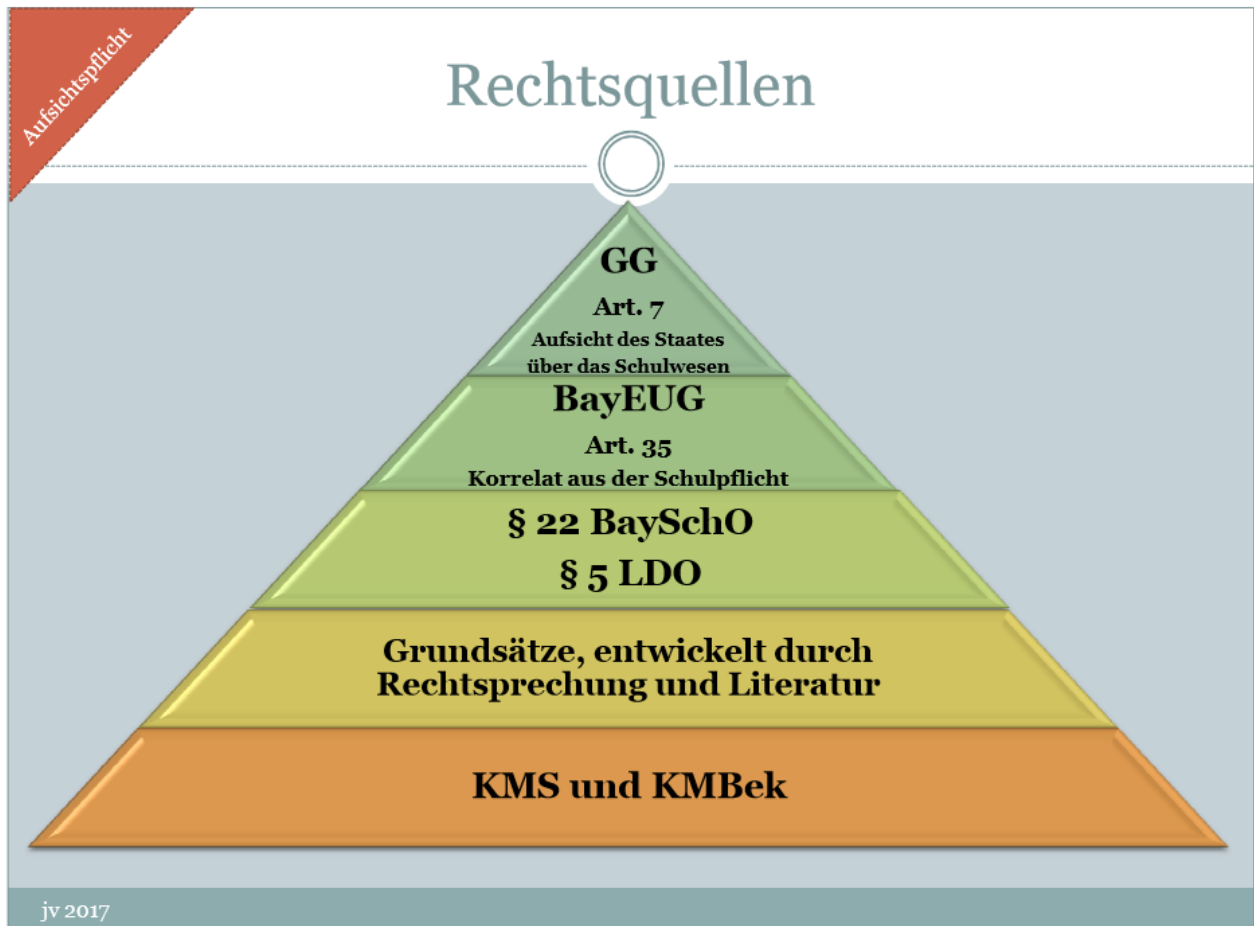 Aufsichtspflicht
Rechtsquellen
GG
Art. 7
Aufsicht des Staates
über das Schulwesen
BayEUG
Art. 35
Korrelat aus der Schulpflicht
§ 22 BaySchO
§ 5 LDO
Grundsätze, entwickelt durch
Rechtsprechung und Literatur
KMS und KMBek
jv 2017